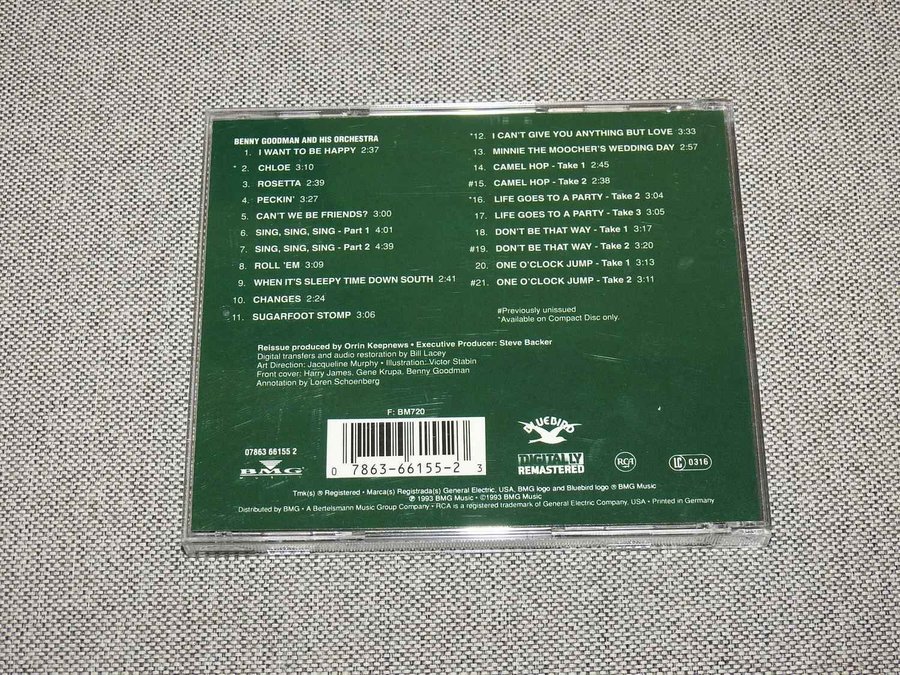 BENNY GOODMAN AND HIS ORCHESTRA
1. I WANT TO BE HAPPY 2:37
*2. CHLOE 3:10
3. ROSETTA 2:39
4. PECKIN' 3:27
5. CAN'T WE BE FRIENDS? 3:00
6. SING, SING, SING - Part 1 4:01
7. SING, SING, SING - Part 2 4:39
8. ROLL 'EM 3:09
9. WHEN IT'S SLEEPY TIME DOWN SOUTH 2:41
10. CHANGES 2:24
11. SUGARFOOT STOMP 3:06
*12. I CAN'T GIVE YOU ANYTHING BUT LOVE 3:33
13. MINNIE THE MOOCHER'S WEDDING DAY 2:57
14. CAMEL HOP - Take 1 2:45
#15. CAMEL HOP - Take 2 2:38
*16. LIFE GOES TO A PARTY - Take 2 3:04
17. LIFE GOES TO A PARTY - Take 3 3:05
18. DON'T BE THAT WAY - Take 1 3:17
#19. DON'T BE THAT WAY - Take 2 3:20
20. ONE O'CLOCK JUMP - Take 1 3:13
#21. ONE O'CLOCK JUMP - Take 2 3:11
#Previously unissued
*Available on Compact Disc only.
Reissue produced by Orrin Keepnews • Executive Producer: Steve Backer
Digital transfers and audio restoration by Bill Lacey
Art Direction: Jacqueline Murphy • Illustration: Victor Stabin
Front cover: Harry James, Gene Krupa, Benny Goodman
Annotation by Loren Schoenberg
F: BM720
07863 66155 2
BMG
0 7863-66155-2 3
BLUEBIRD
DIGITALLY
REMASTERED
RCA
LC 0316
Tmk(s) ® Registered • Marca(s) Registrada(s) General Electric, USA, BMG logo and Bluebird logo ® BMG Music
℗ 1993 BMG Music • ©1993 BMG Music
Distributed by BMG • A Bertelsmann Music Group Company • RCA is a registered trademark of General Electric Company, USA • Printed in Germany